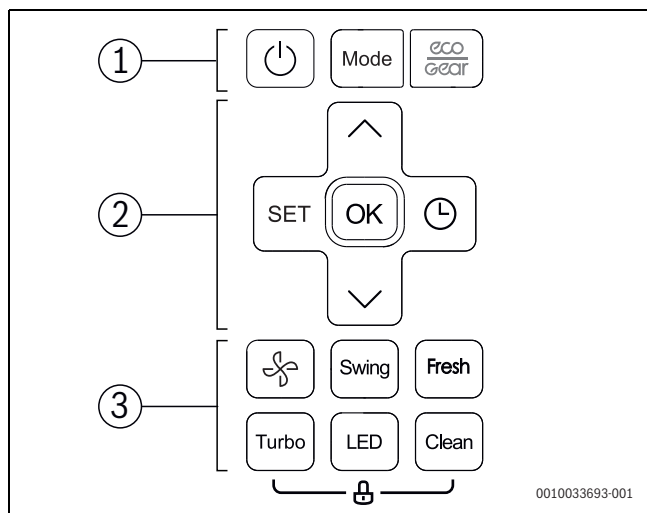 1 Mode eco
Gear
2 SET OK
3 Swing Fresh
Turbo LED Clean
0010033693-001